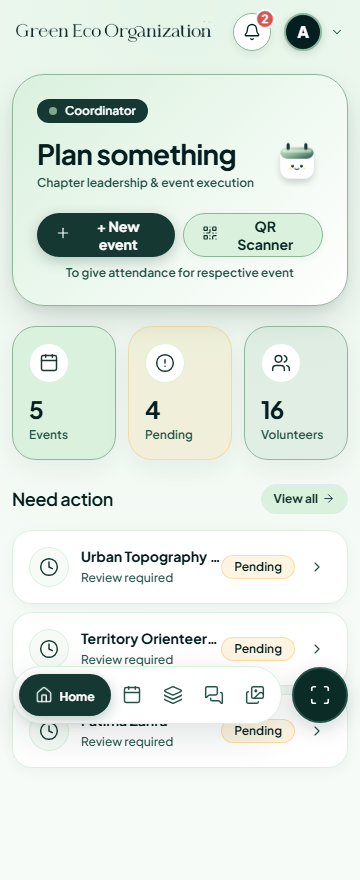 Green Eco Organization
2
A
Coordinator
Plan something
Chapter leadership & event execution
+ New
event
QR
Scanner
To give attendance for respective event
5
Events
4
Pending
16
Volunteers
Need action
View all →
Urban Topography ...
Review required
Pending
Territory Orienteer...
Review required
Pending
Home
Fatima Zahra
Review required
Pending